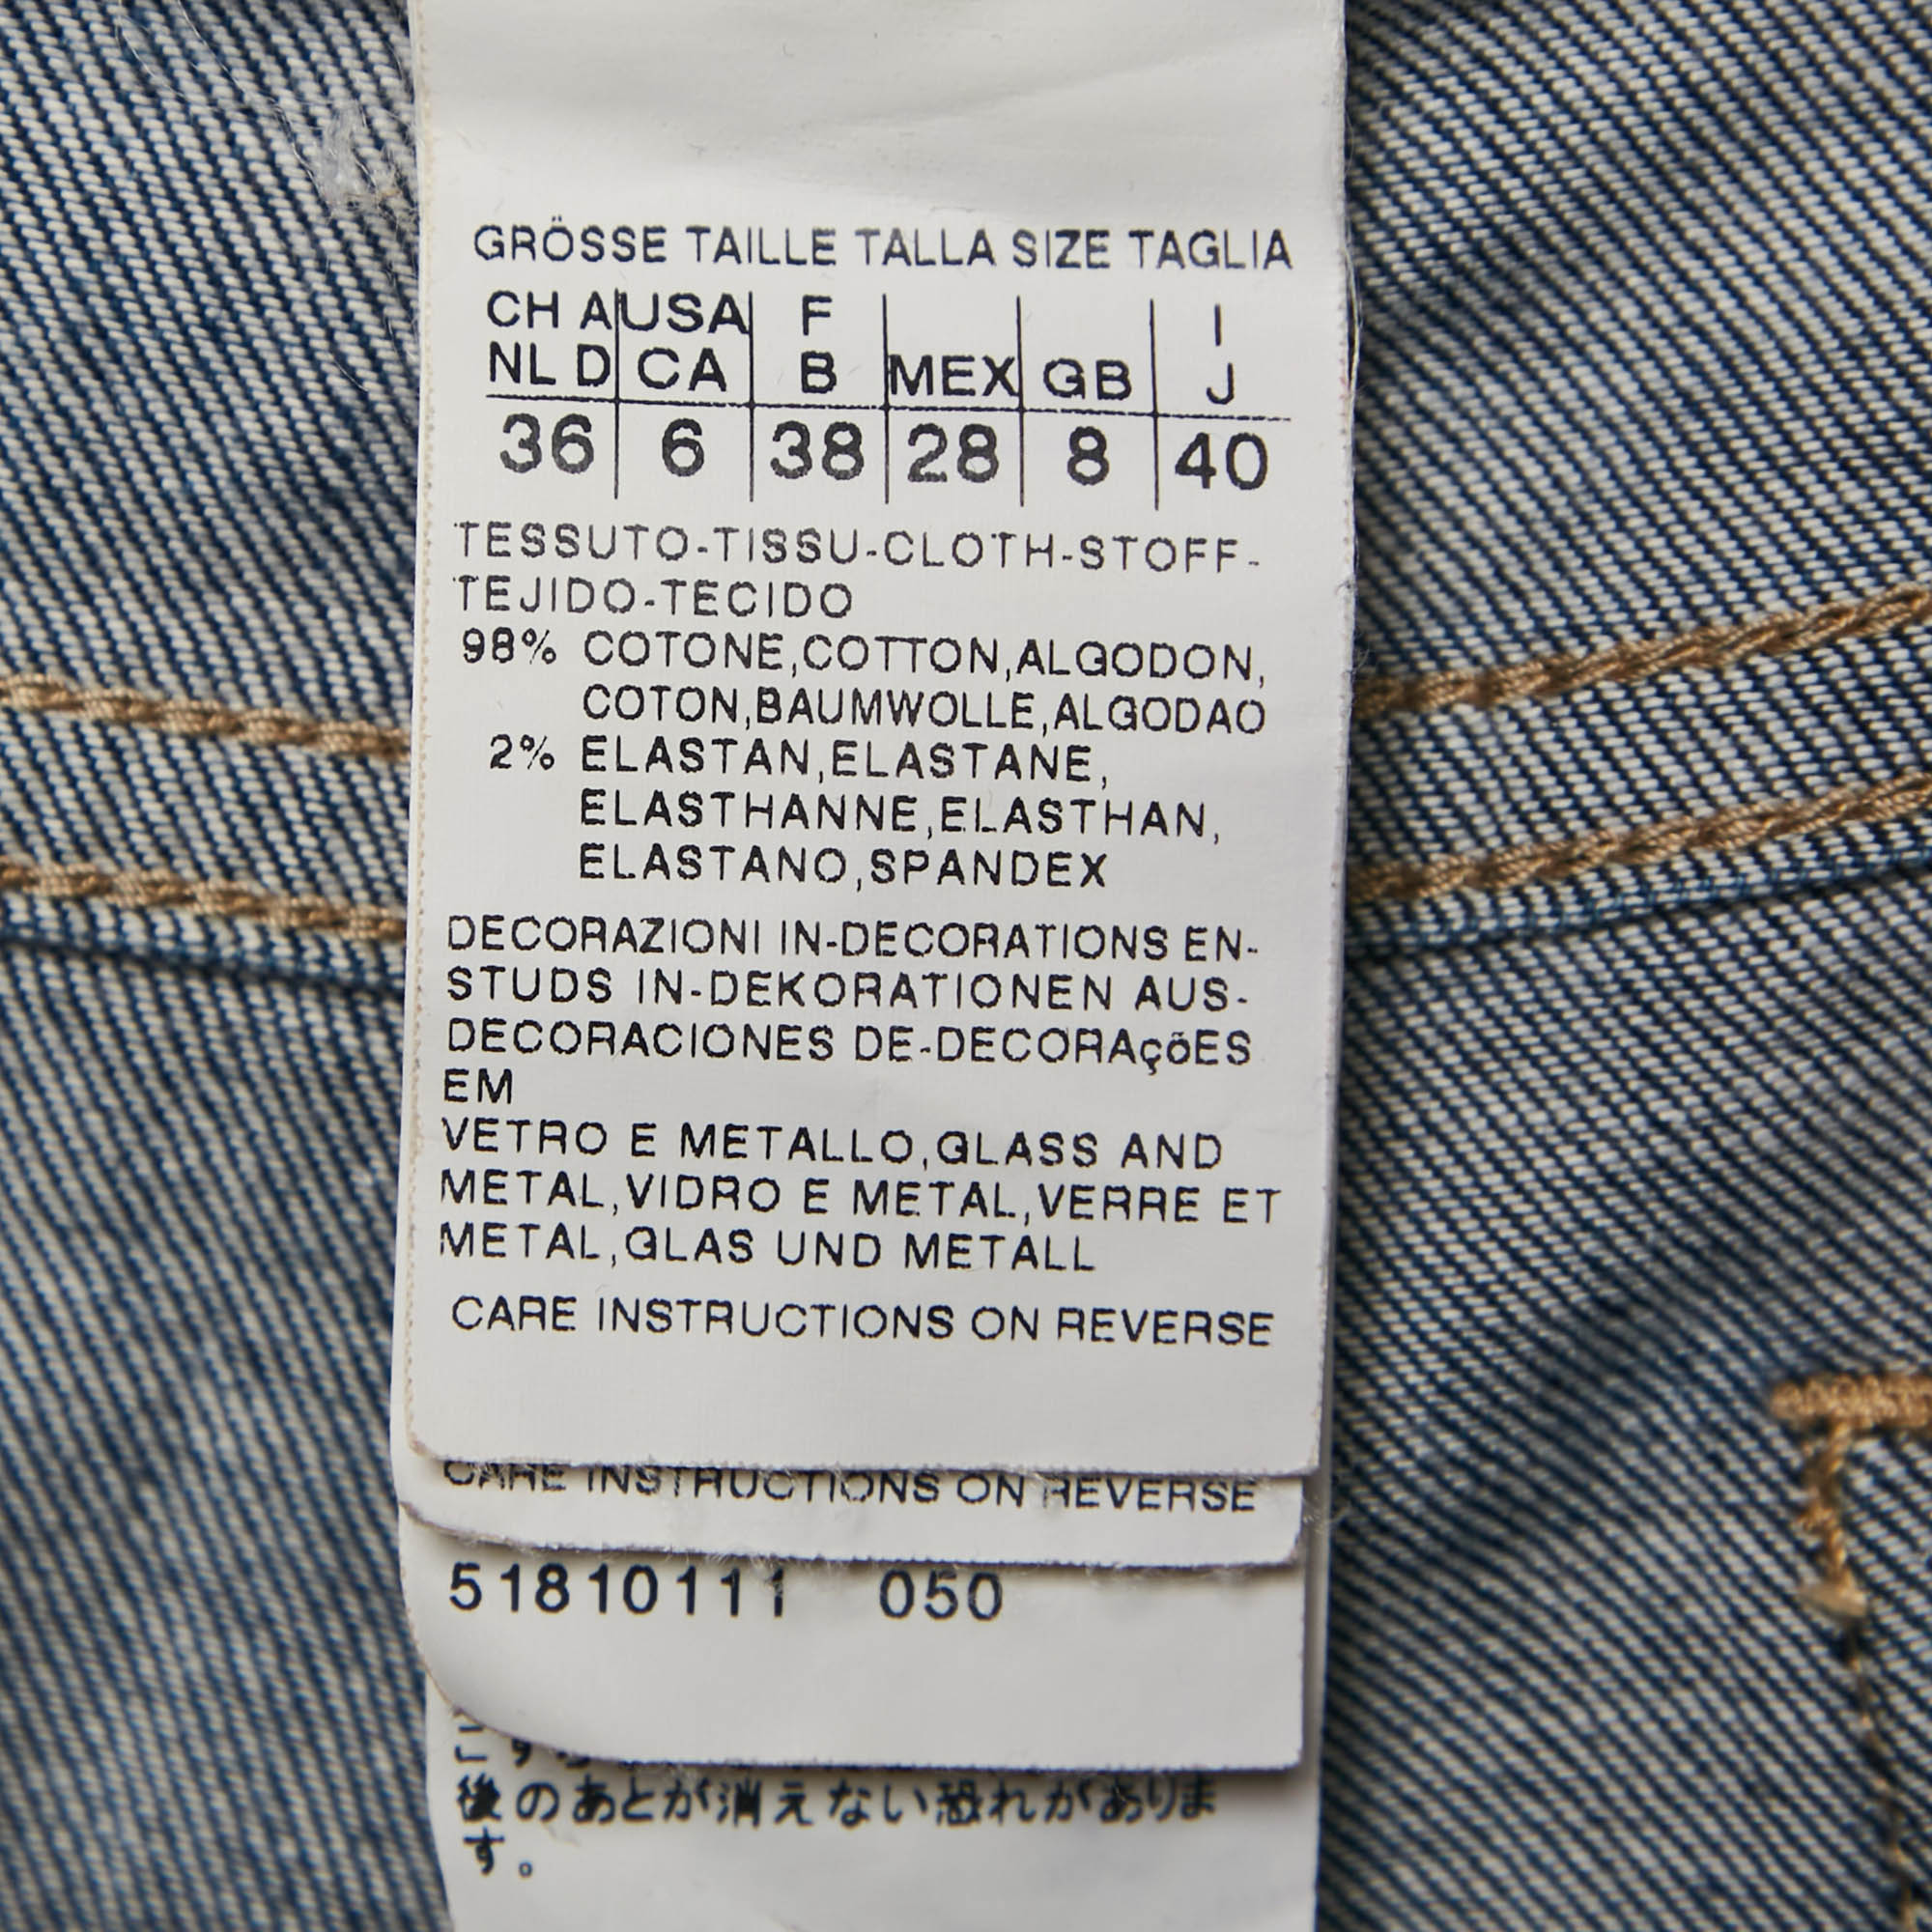 GRÖSSE TAILLE TALLA SIZE TAGLIA
CH A USA F I
NL D CA B MEX GB J
36 6 38 28 8 40
TESSUTO-TISSU-CLOTH-STOFF-
TEJIDO-TECIDO
98% COTONE,COTTON,ALGODON,
COTON,BAUMWOLLE,ALGODAO
2% ELASTAN,ELASTANE,
ELASTHANNE,ELASTHAN,
ELASTANO,SPANDEX
DECORAZIONI IN-DECORATIONS EN-
STUDS IN-DEKORATIONEN AUS-
DECORACIONES DE-DECORAçõES
EM
VETRO E METALLO,GLASS AND
METAL,VIDRO E METAL,VERRE ET
METAL,GLAS UND METALL
CARE INSTRUCTIONS ON REVERSE
CARE INSTRUCTIONS ON REVERSE
51810111 050
後のあとが消えない恐れがありま
す。